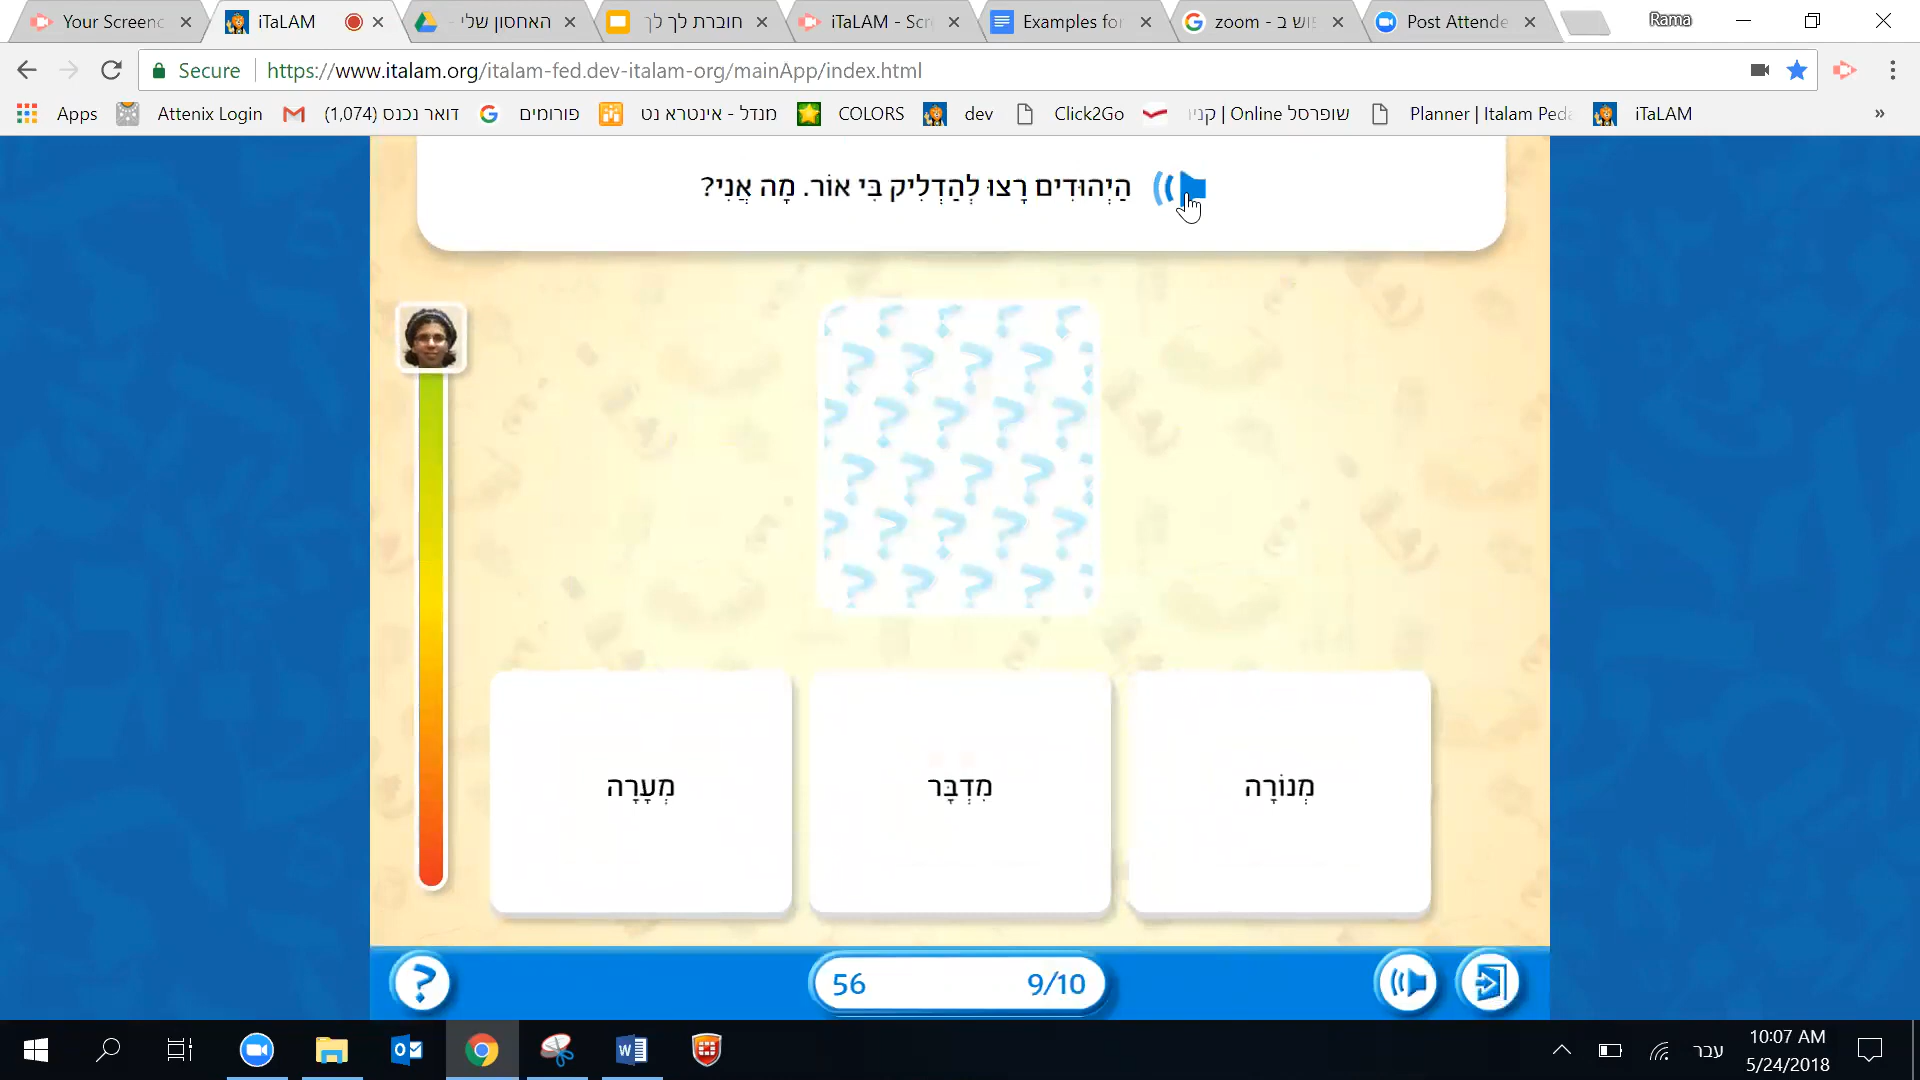 Your Screenc
iTaLAM
האחסון שלי -
חוברת לך לך
iTaLAM - Scr
Examples for
zoom - חיפוש ב
Post Attende
Rama
Secure
https://www.italam.org/italam-fed.dev-italam-org/mainApp/index.html
Apps
Attenix Login
דואר נכנס (1,074)
פורומים
מנדל - אינטרא נט
COLORS
dev
Click2Go
שופרסל Online | קניו
Planner | Italam Peda
iTaLAM
»
הַיְהוּדִים רָצוּ לְהַדְלִיק בִּי אוֹר. מָה אֲנִי?
מְנוֹרָה
מִדְבָּר
מְעָרָה
?
56
9/10
עבר
10:07 AM
5/24/2018